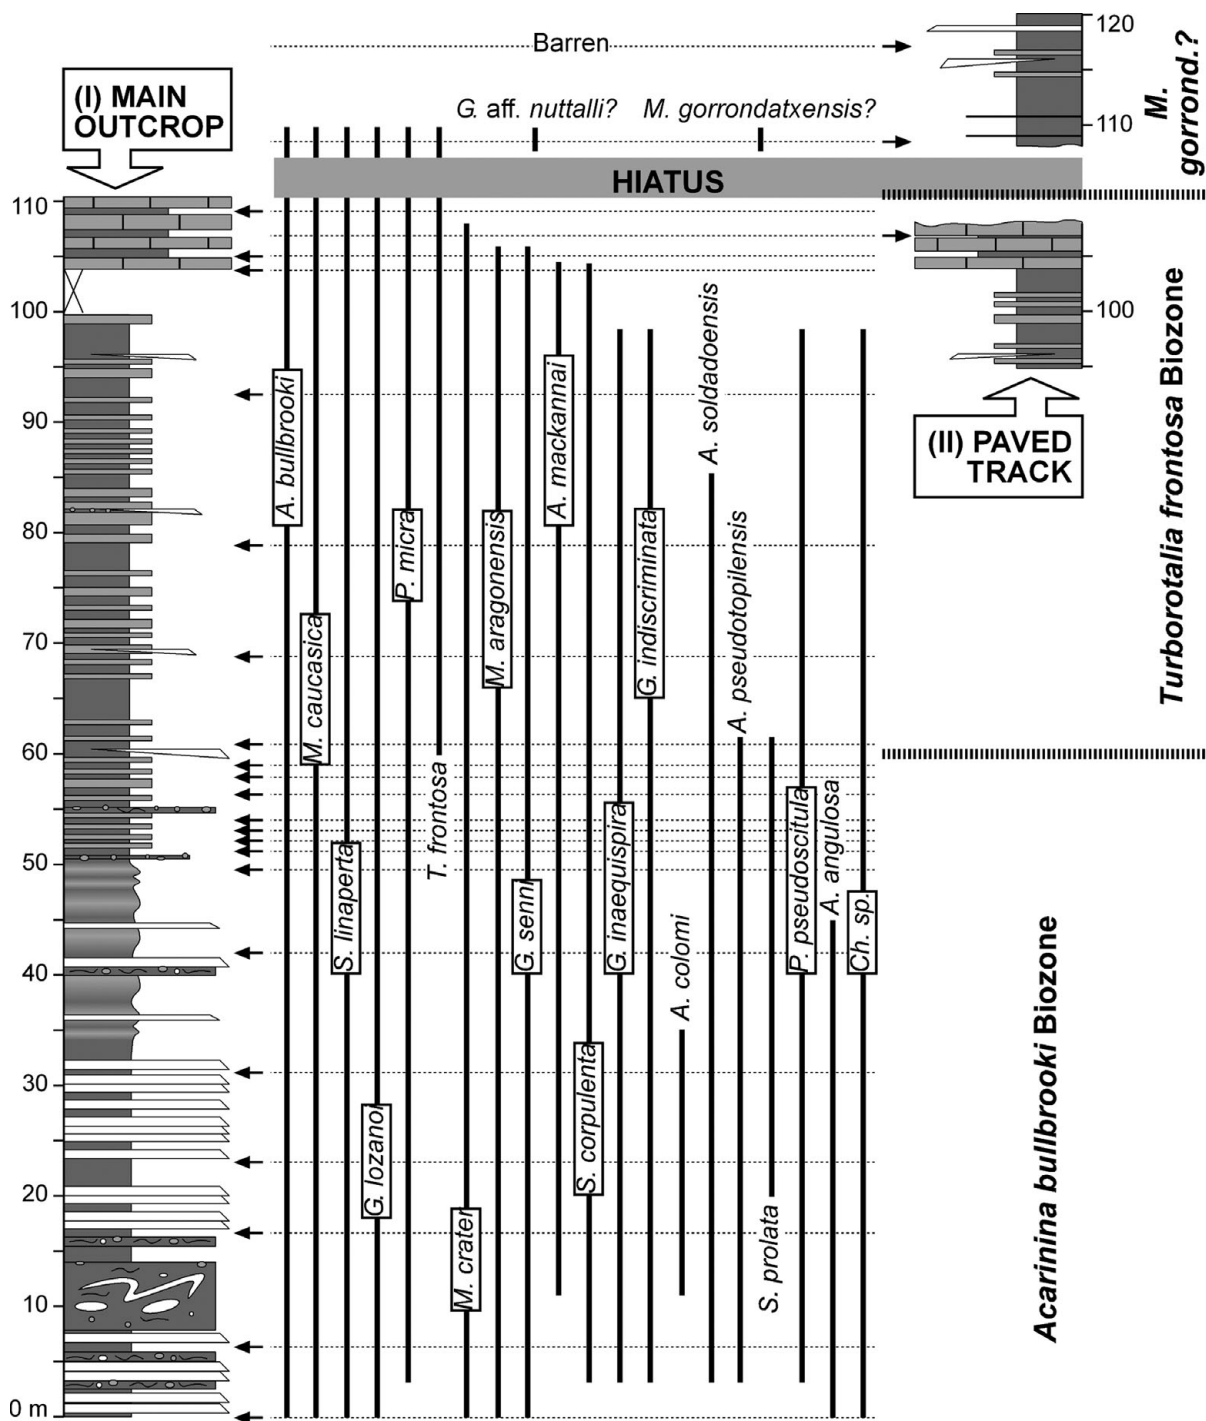 Barren
120
M.
gorrond.?
(I) MAIN
OUTCROP
G. aff. nuttalli?
M. gorrondatxensis?
110
HIATUS
110
100
100
90
80
70
60
50
40
30
20
10
0 m
A. bullbrooki
M. caucasica
S. linaperta
G. lozanoi
P. micra
T. frontosa
M. crater
M. aragonensis
G. senni
A. mackannai
S. corpulenta
G. inaequispira
G. indiscriminata
A. colomi
A. soldadoensis
A. pseudotopilensis
S. prolata
P. pseudoscitula
A. angulosa
Ch. sp.
(II) PAVED
TRACK
Turborotalia frontosa Biozone
Acarinina bullbrooki Biozone